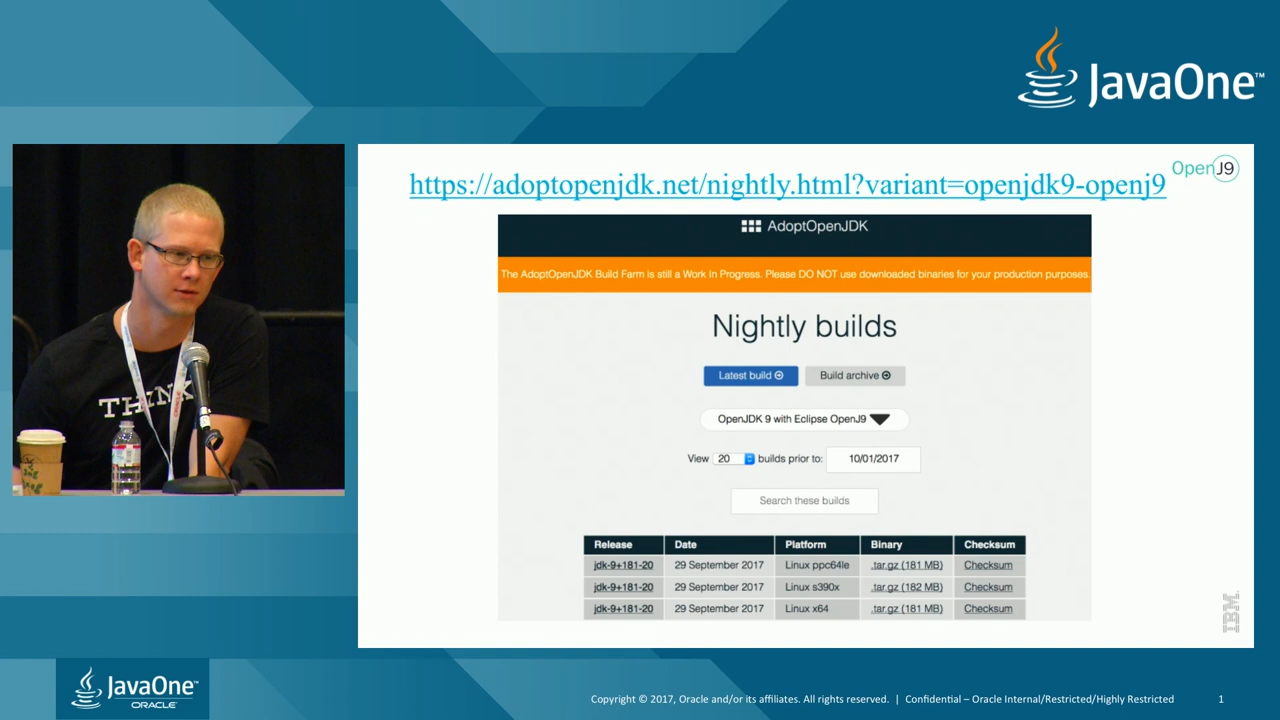 JavaOne™
https://adoptopenjdk.net/nightly.html?variant=openjdk9-openj9
OpenJ9
AdoptOpenJDK
The AdoptOpenJDK Build Farm is still a Work In Progress. Please DO NOT use downloaded binaries for your production purposes.
Nightly builds
Latest build Build archive
OpenJDK 9 with Eclipse OpenJ9
View 20 builds prior to: 10/01/2017
Search these builds
Release Date Platform Binary Checksum
jdk-9+181-20 29 September 2017 Linux ppc64le .tar.gz (181 MB) Checksum
jdk-9+181-20 29 September 2017 Linux s390x .tar.gz (182 MB) Checksum
jdk-9+181-20 29 September 2017 Linux x64 .tar.gz (181 MB) Checksum
IBM
THINK
JavaOne™
ORACLE
Copyright © 2017, Oracle and/or its affiliates. All rights reserved. | Confidential – Oracle Internal/Restricted/Highly Restricted 1